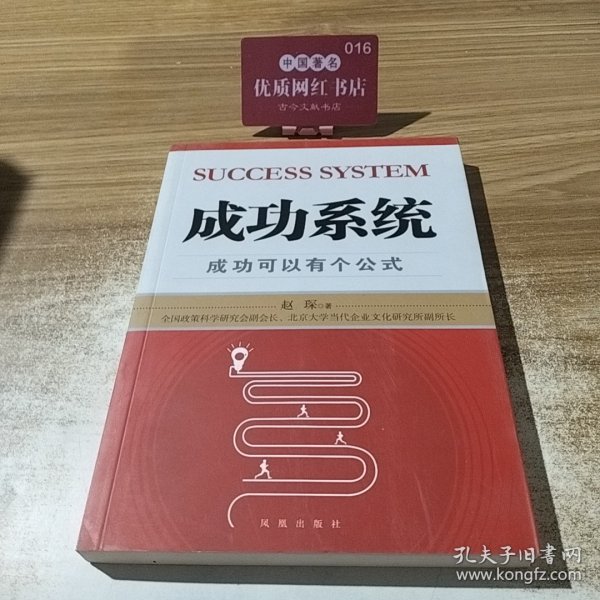 016
中国著名
优质网红书店
古今文献书店
SUCCESS SYSTEM
成功系统
成功可以有个公式
赵 琛◎著
全国政策科学研究会副会长、北京大学当代企业文化研究所副所长
凤凰出版社
孔夫子旧书网
www.kongfz.com